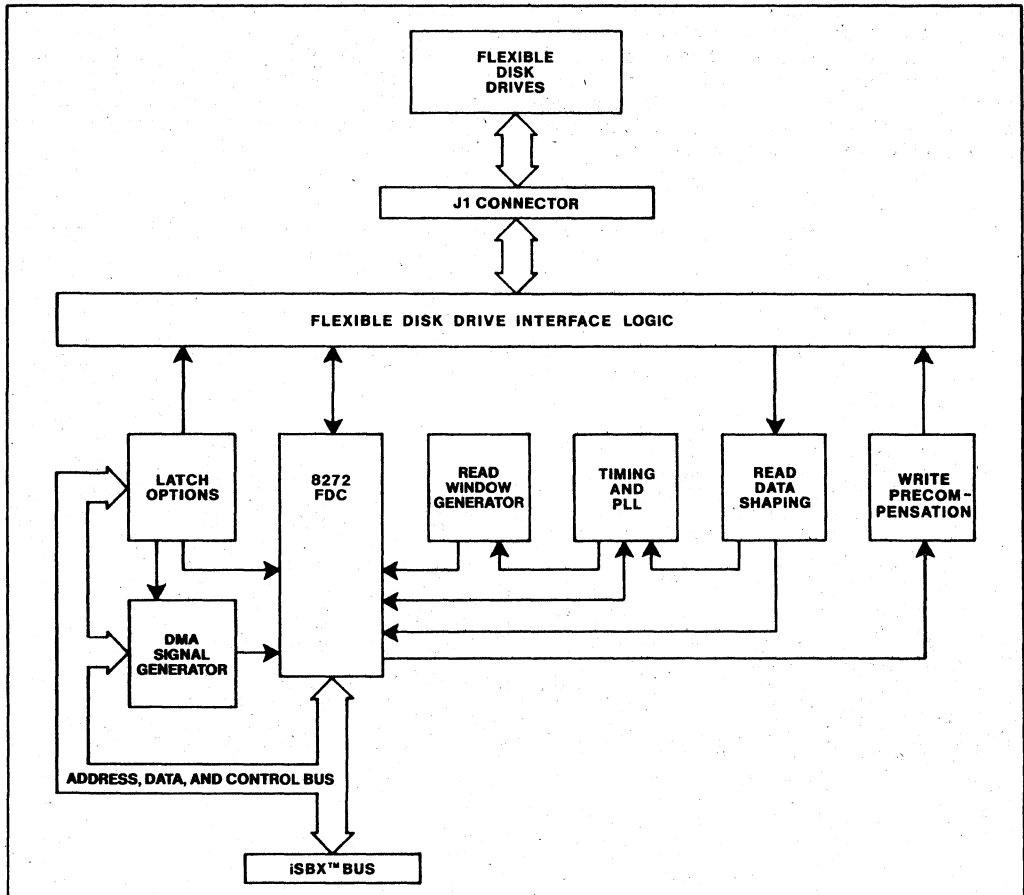 FLEXIBLE
DISK
DRIVES
J1 CONNECTOR
FLEXIBLE DISK DRIVE INTERFACE LOGIC
LATCH
OPTIONS
8272
FDC
READ
WINDOW
GENERATOR
TIMING
AND
PLL
READ
DATA
SHAPING
WRITE
PRECOM-
PENSATION
DMA
SIGNAL
GENERATOR
ADDRESS, DATA, AND CONTROL BUS
iSBX™ BUS